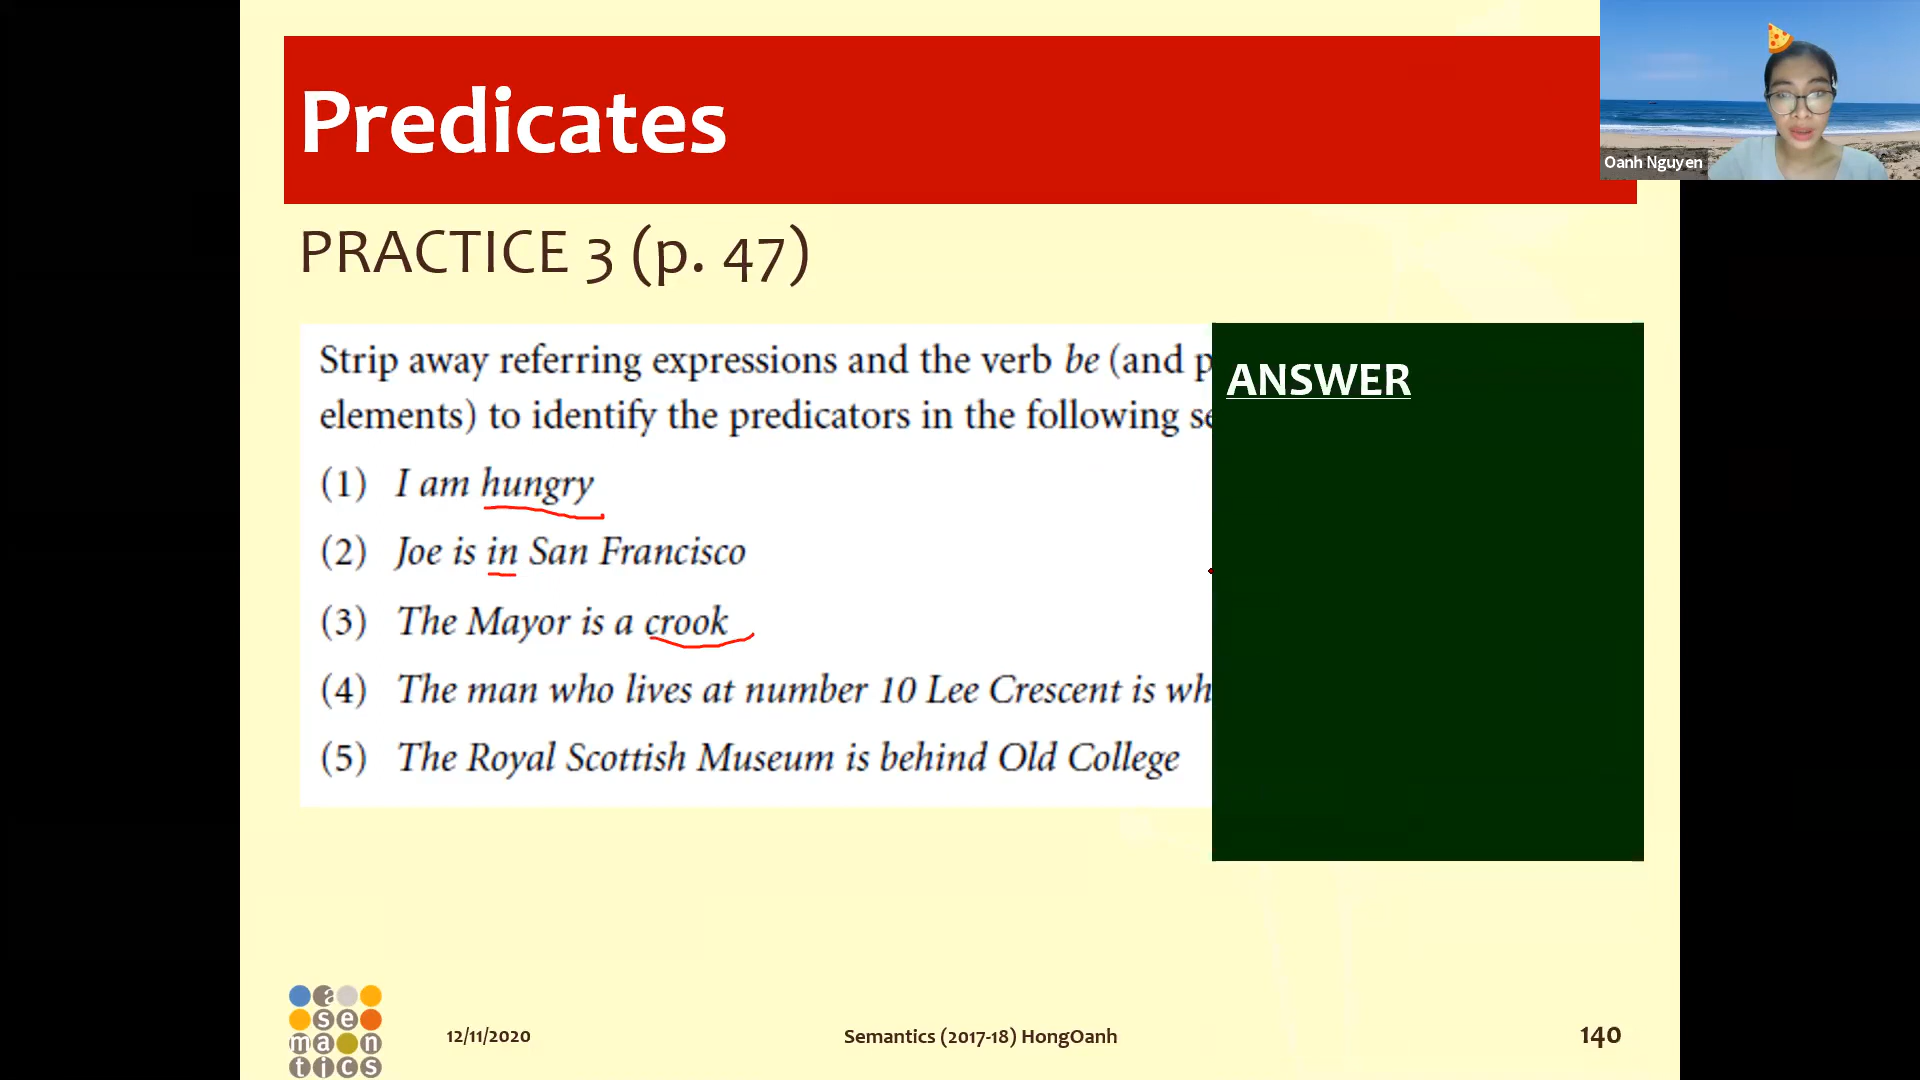 Predicates
Oanh Nguyen
PRACTICE 3 (p. 47)
Strip away referring expressions and the verb be (and p
elements) to identify the predicators in the following se
ANSWER
(1) I am hungry
(2) Joe is in San Francisco
(3) The Mayor is a crook
(4) The man who lives at number 10 Lee Crescent is wh
(5) The Royal Scottish Museum is behind Old College
a
se
man
tics
12/11/2020
Semantics (2017-18) HongOanh
140